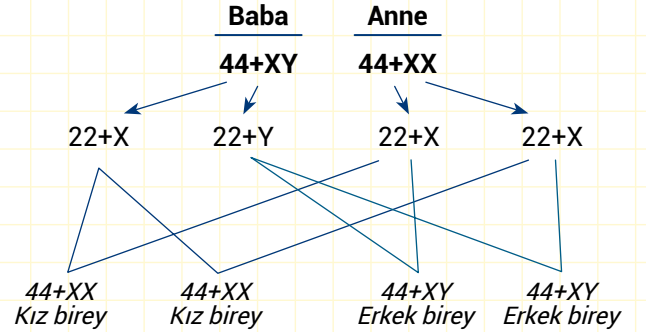 Baba Anne
44+XY 44+XX
22+X 22+Y 22+X 22+X
44+XX 44+XX 44+XY 44+XY
Kız birey Kız birey Erkek birey Erkek birey